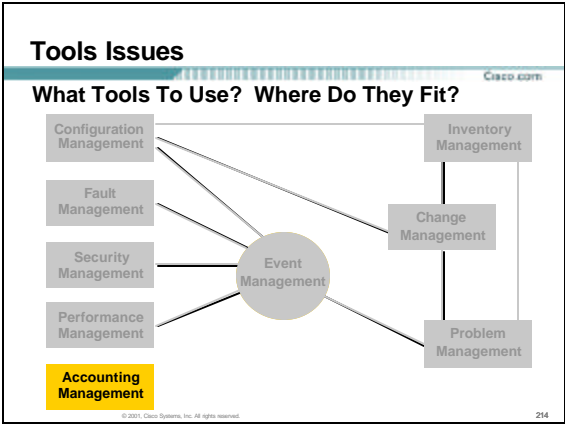 Tools Issues
Cisco.com
What Tools To Use? Where Do They Fit?
Configuration
Management
Inventory
Management
Fault
Management
Change
Management
Security
Management
Event
Management
Performance
Management
Problem
Management
Accounting
Management
© 2001, Cisco Systems, Inc. All rights reserved.
214